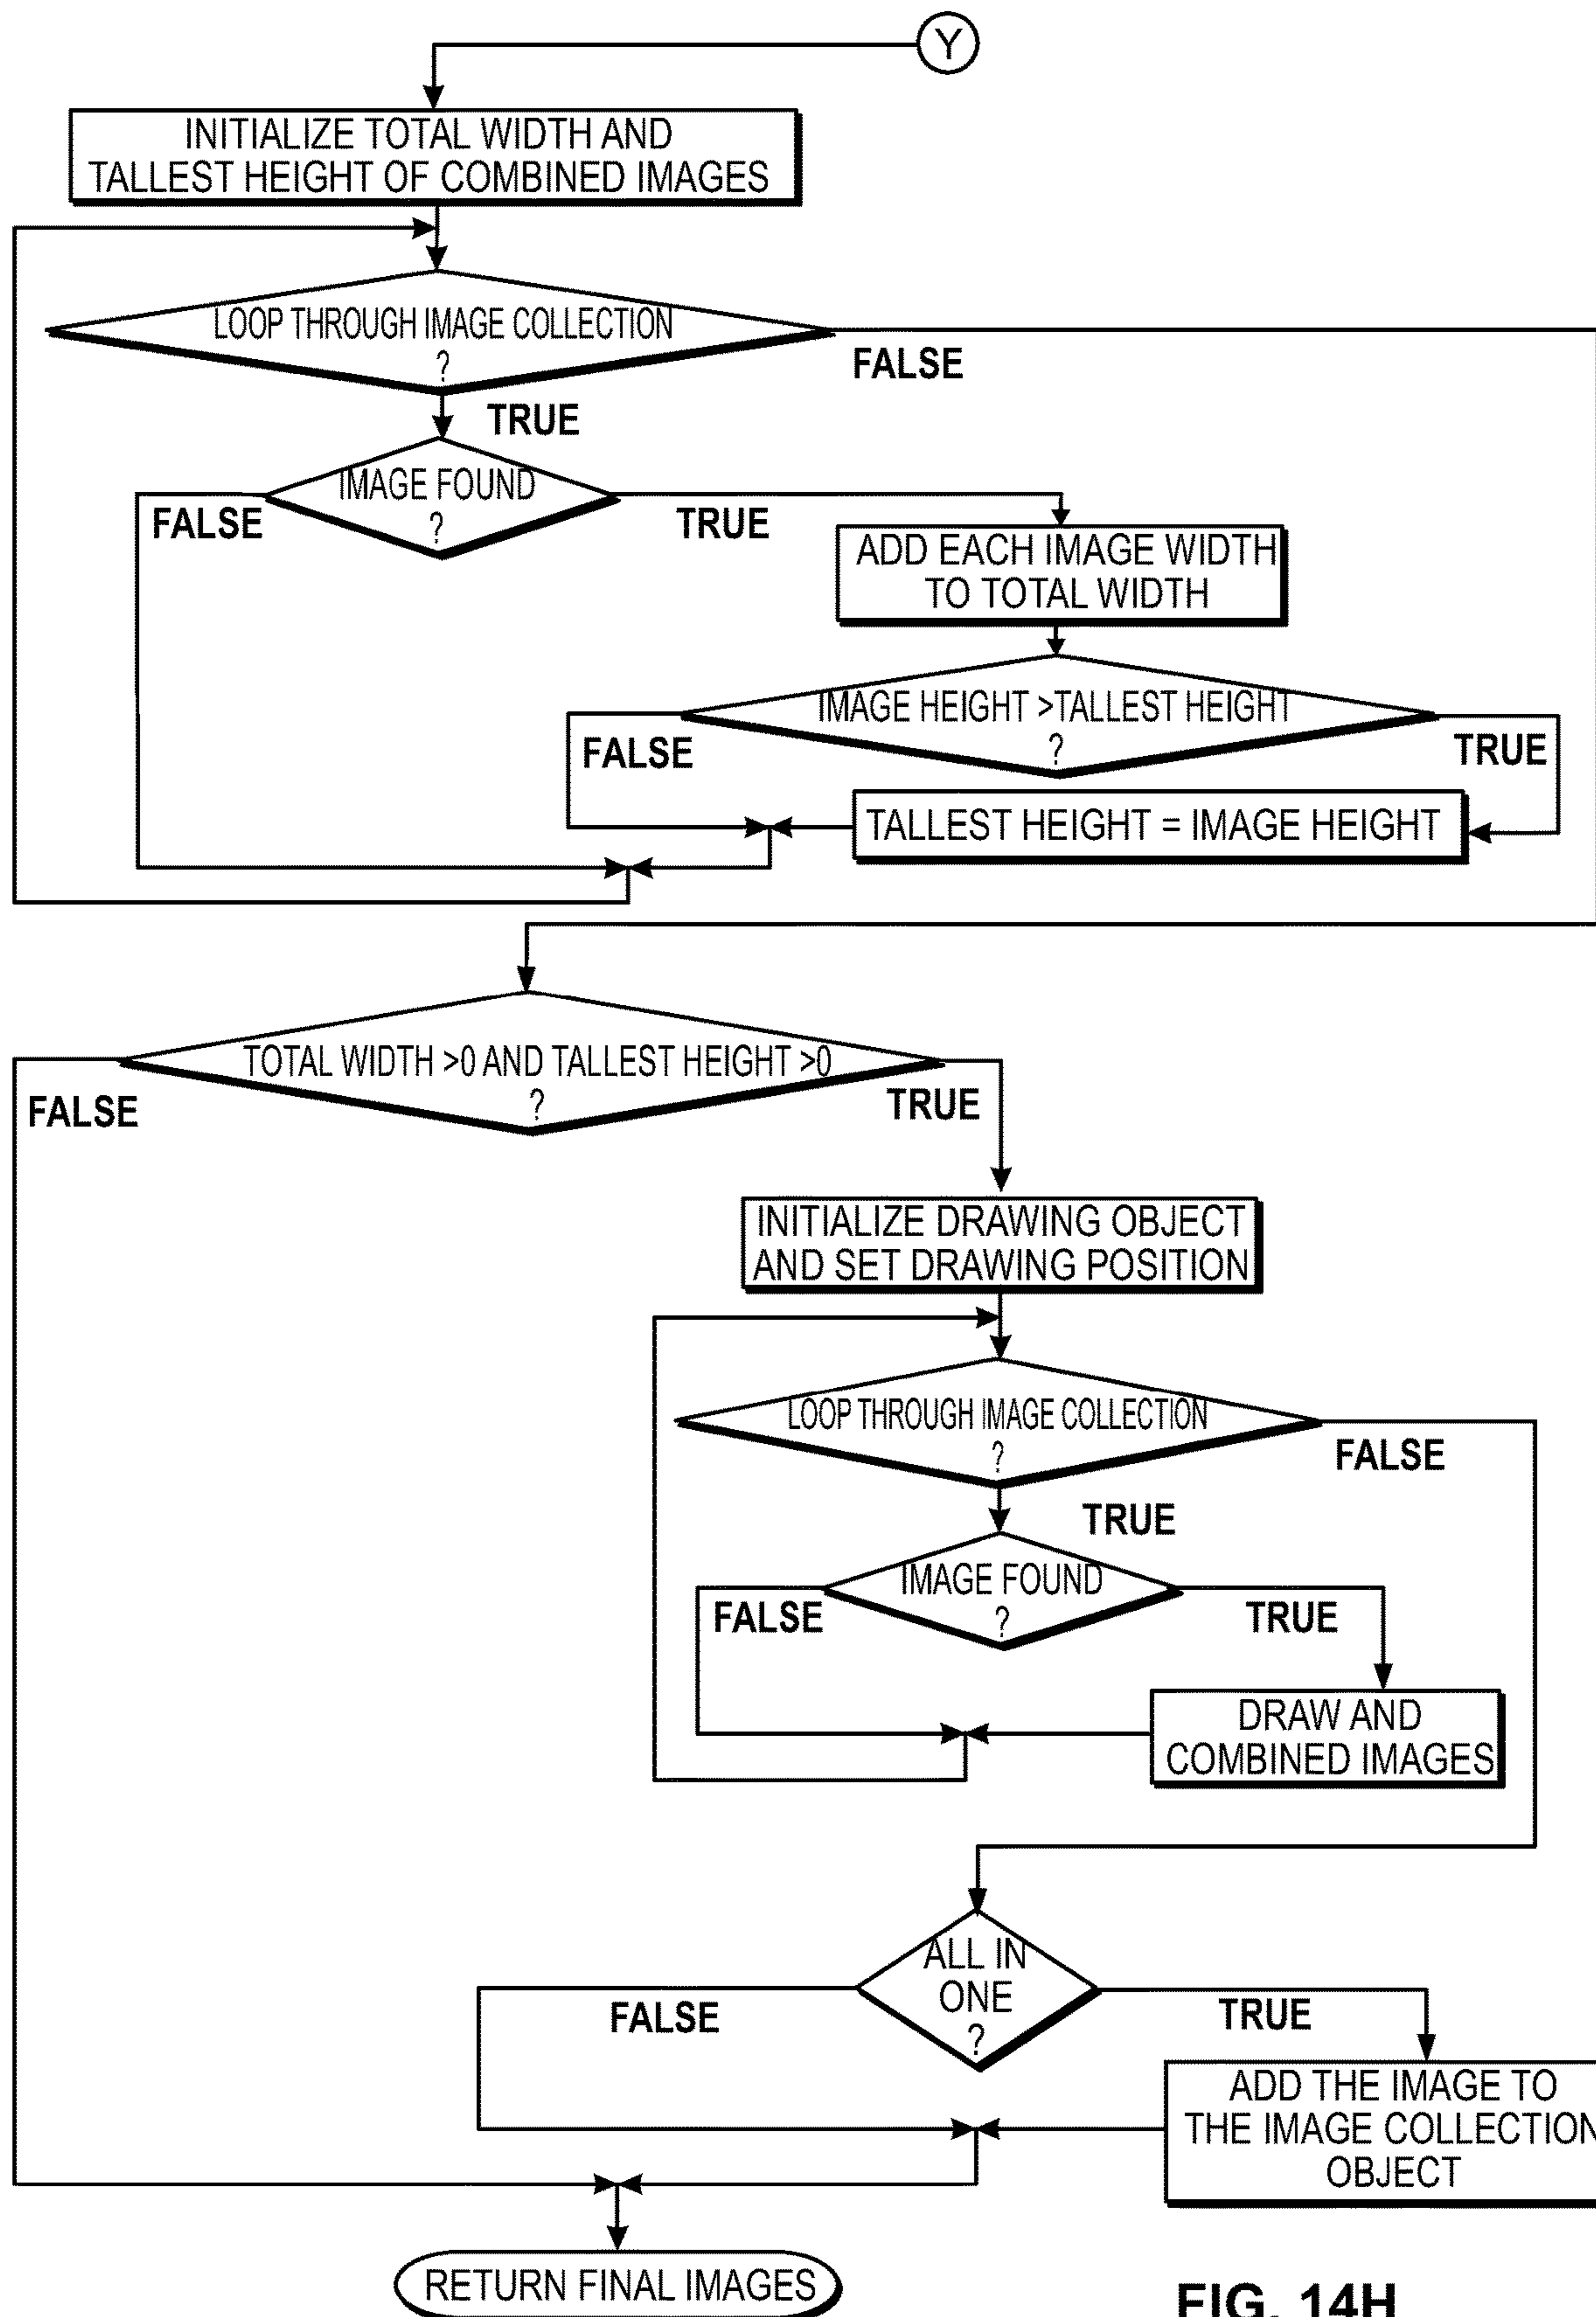 Y
INITIALIZE TOTAL WIDTH AND
TALLEST HEIGHT OF COMBINED IMAGES
LOOP THROUGH IMAGE COLLECTION
?
FALSE
TRUE
IMAGE FOUND
?
FALSE
TRUE
ADD EACH IMAGE WIDTH
TO TOTAL WIDTH
IMAGE HEIGHT >TALLEST HEIGHT
?
FALSE
TRUE
TALLEST HEIGHT = IMAGE HEIGHT
TOTAL WIDTH >0 AND TALLEST HEIGHT >0
?
FALSE
TRUE
INITIALIZE DRAWING OBJECT
AND SET DRAWING POSITION
LOOP THROUGH IMAGE COLLECTION
?
FALSE
TRUE
IMAGE FOUND
?
FALSE
TRUE
DRAW AND
COMBINED IMAGES
ALL IN
ONE
?
FALSE
TRUE
ADD THE IMAGE TO
THE IMAGE COLLECTION
OBJECT
RETURN FINAL IMAGES
FIG. 14H